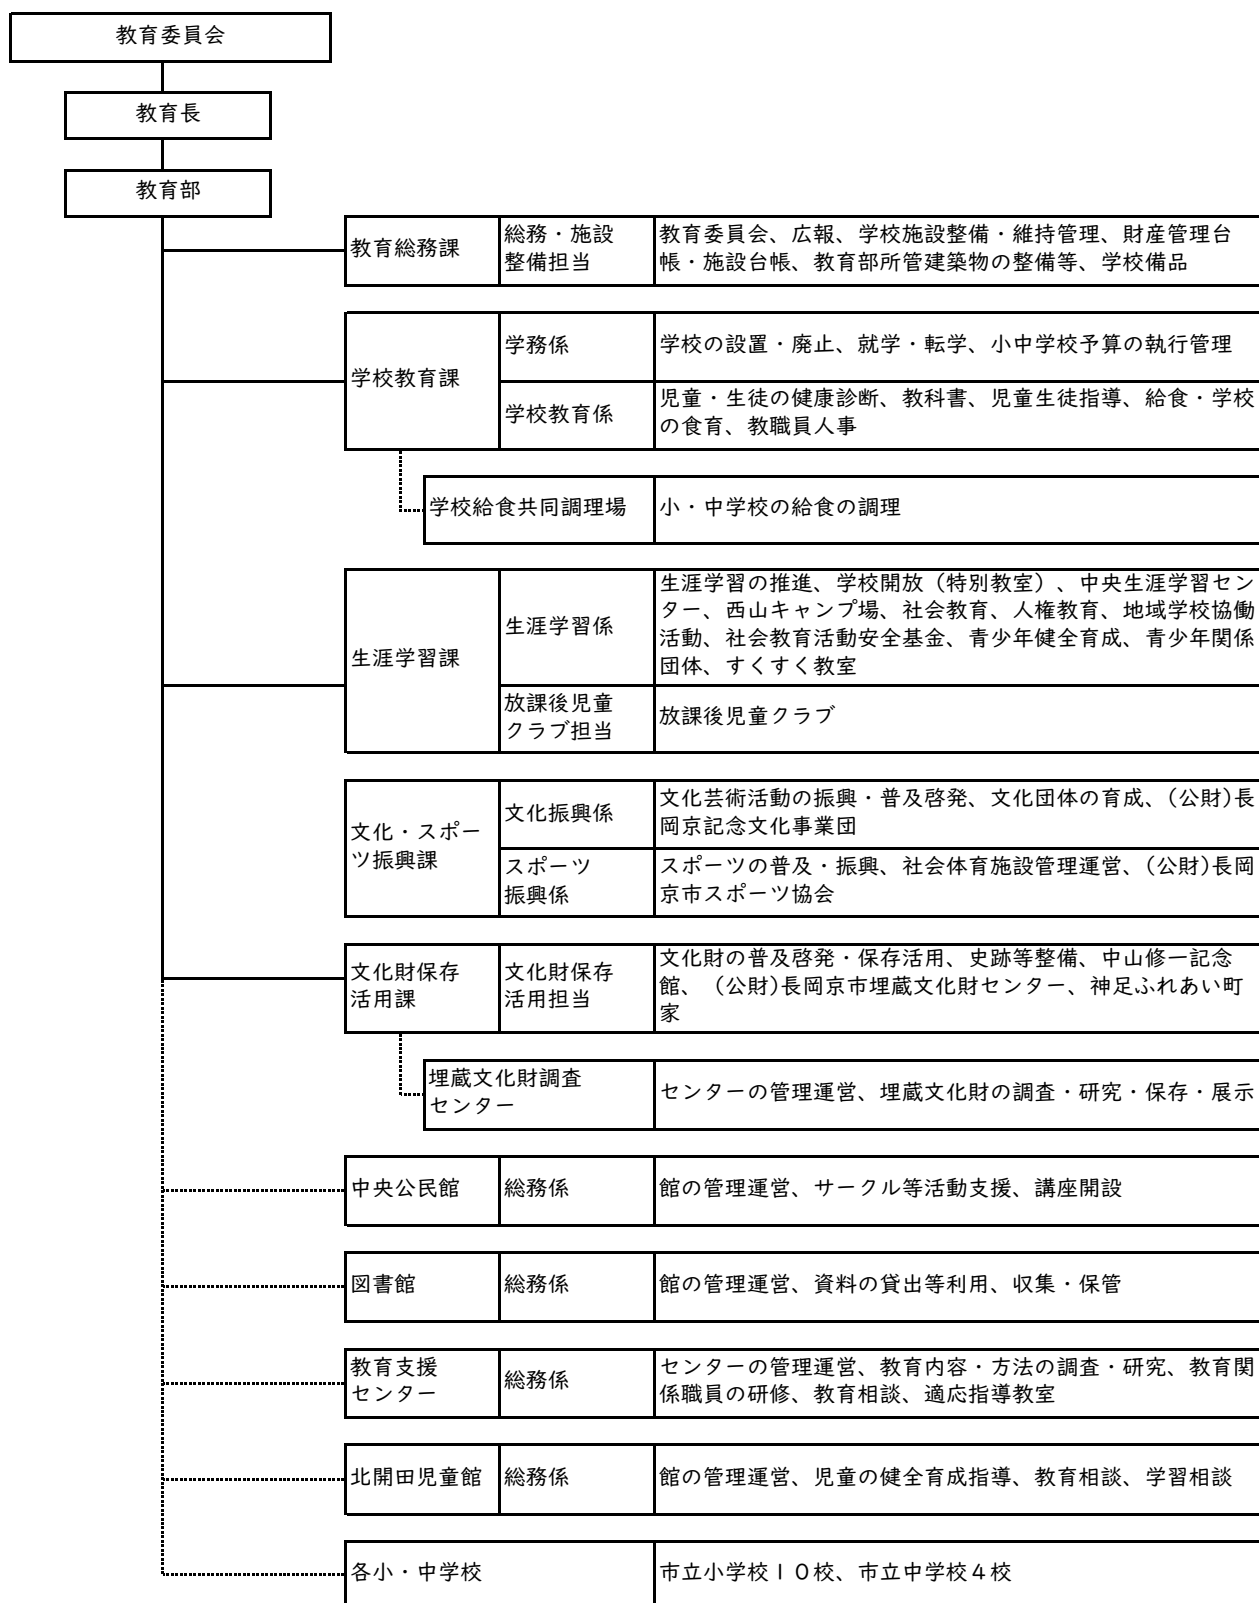 教育委員会
教育長
教育部
教育総務課
総務・施設
整備担当
教育委員会、広報、学校施設整備・維持管理、財産管理台
帳・施設台帳、教育部所管建築物の整備等、学校備品
学校教育課
学務係
学校の設置・廃止、就学・転学、小中学校予算の執行管理
学校教育係
児童・生徒の健康診断、教科書、児童生徒指導、給食・学校
の食育、教職員人事
学校給食共同調理場
小・中学校の給食の調理
生涯学習課
生涯学習係
生涯学習の推進、学校開放（特別教室）、中央生涯学習セン
ター、西山キャンプ場、社会教育、人権教育、地域学校協働
活動、社会教育活動安全基金、青少年健全育成、青少年関係
団体、すくすく教室
放課後児童
クラブ担当
放課後児童クラブ
文化・スポー
ツ振興課
文化振興係
文化芸術活動の振興・普及啓発、文化団体の育成、(公財)長
岡京記念文化事業団
スポーツ
振興係
スポーツの普及・振興、社会体育施設管理運営、(公財)長岡
京市スポーツ協会
文化財保存
活用課
文化財保存
活用担当
文化財の普及啓発・保存活用、史跡等整備、中山修一記念
館、（公財)長岡京市埋蔵文化財センター、神足ふれあい町
家
埋蔵文化財調査
センター
センターの管理運営、埋蔵文化財の調査・研究・保存・展示
中央公民館
総務係
館の管理運営、サークル等活動支援、講座開設
図書館
総務係
館の管理運営、資料の貸出等利用、収集・保管
教育支援
センター
総務係
センターの管理運営、教育内容・方法の調査・研究、教育関
係職員の研修、教育相談、適応指導教室
北開田児童館
総務係
館の管理運営、児童の健全育成指導、教育相談、学習相談
各小・中学校
市立小学校１０校、市立中学校４校